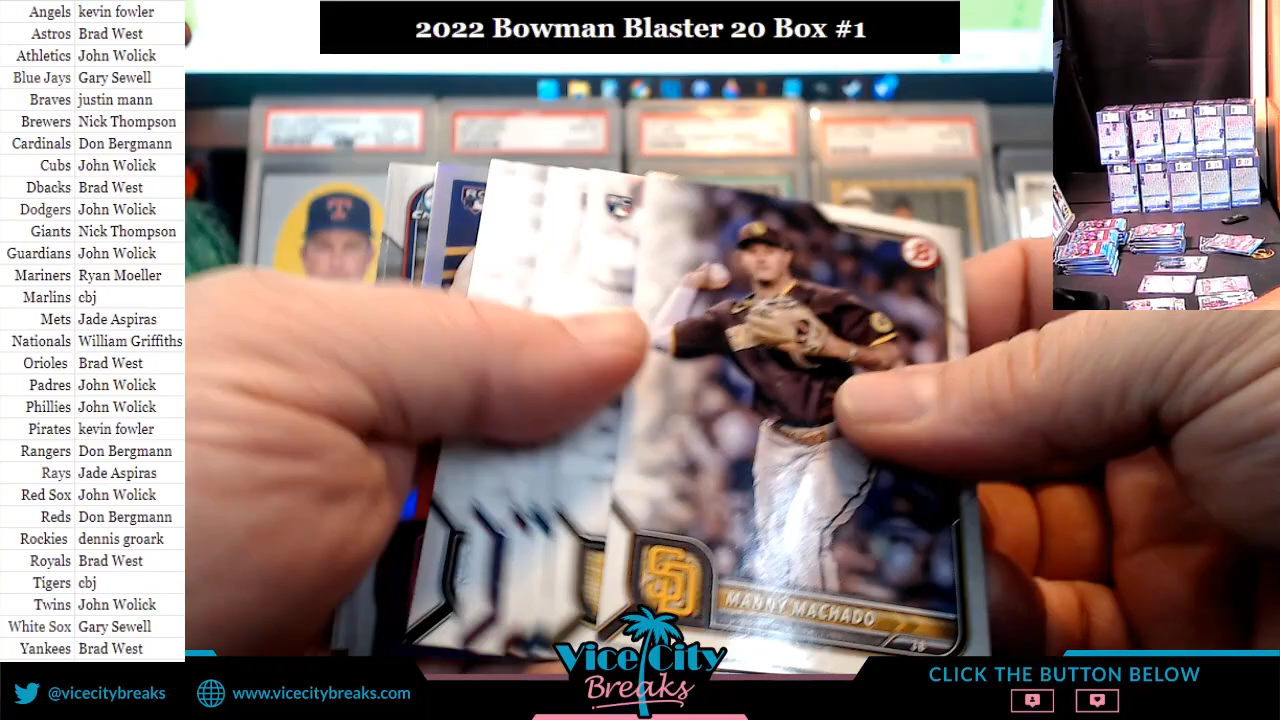 2022 Bowman Blaster 20 Box #1
Angels kevin fowler
Astros Brad West
Athletics John Wolick
Blue Jays Gary Sewell
Braves justin mann
Brewers Nick Thompson
Cardinals Don Bergmann
Cubs John Wolick
Dbacks Brad West
Dodgers John Wolick
Giants Nick Thompson
Guardians John Wolick
Mariners Ryan Moeller
Marlins cbj
Mets Jade Aspiras
Nationals William Griffiths
Orioles Brad West
Padres John Wolick
Phillies John Wolick
Pirates kevin fowler
Rangers Don Bergmann
Rays Jade Aspiras
Red Sox John Wolick
Reds Don Bergmann
Rockies dennis groark
Royals Brad West
Tigers cbj
Twins John Wolick
White Sox Gary Sewell
Yankees Brad West
T
SD
MANNY MACHADO
3B
Vice City
Breaks
@vicecitybreaks
www.vicecitybreaks.com
CLICK THE BUTTON BELOW